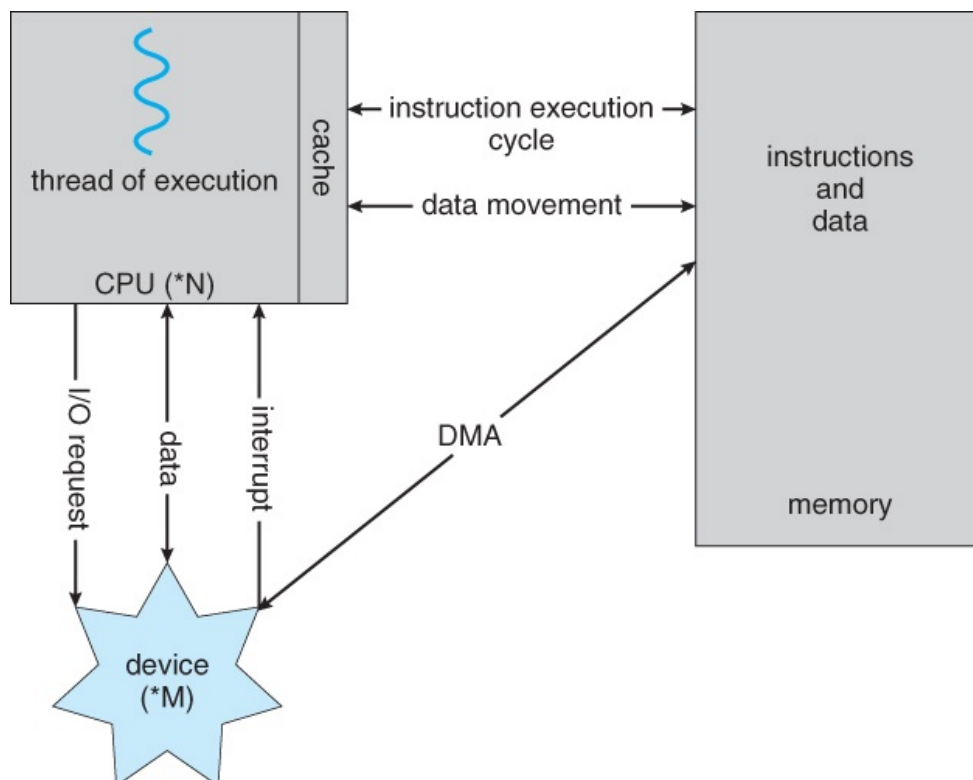 thread of execution
CPU (*N)
cache
instruction execution
cycle
data movement
instructions
and
data
memory
I/O request
data
interrupt
DMA
device
(*M)